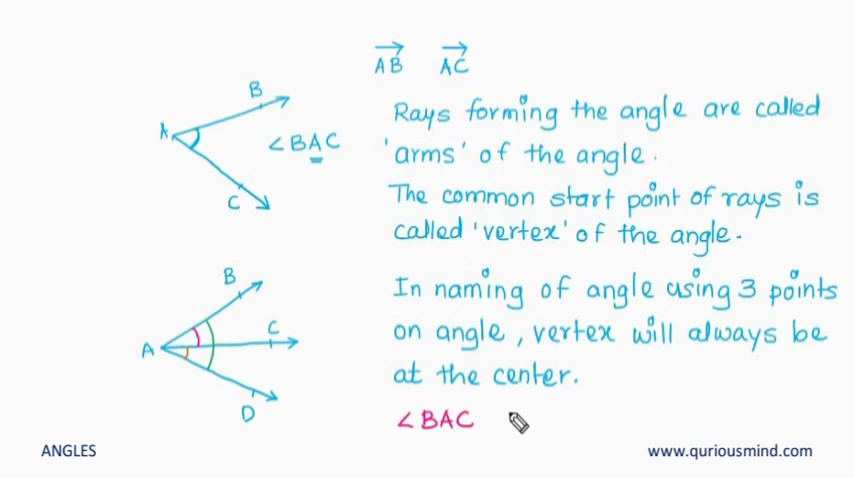 AB AC
B
A
∠BAC
C
Rays forming the angle are called
'arms' of the angle.
The common start point of rays is
called 'vertex' of the angle.
B
A
C
D
In naming of angle using 3 points
on angle, vertex will always be
at the center.
∠BAC
ANGLES
www.quriousmind.com